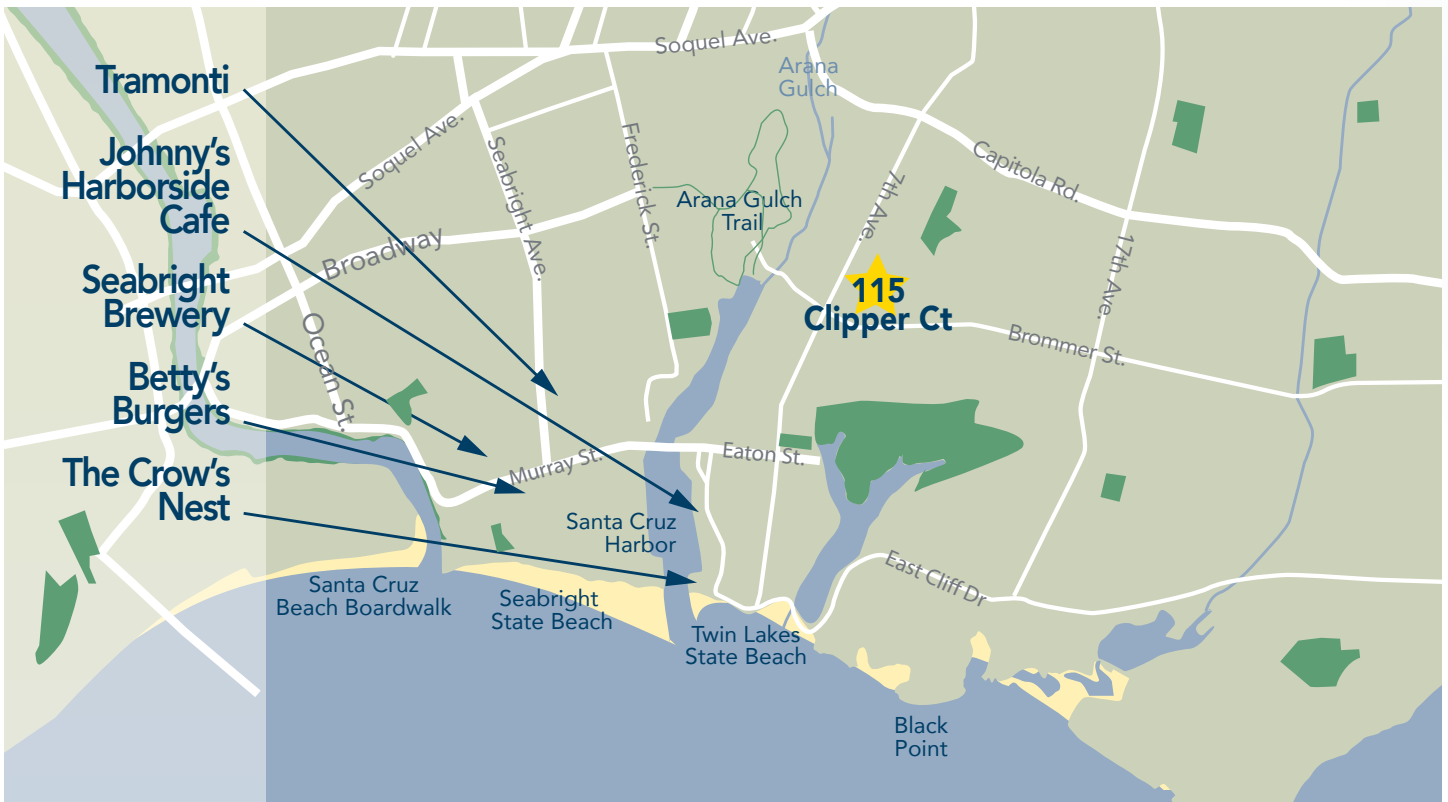 Tramonti
Johnny's
Harborside
Cafe
Seabright
Brewery
Betty's
Burgers
The Crow's
Nest
Soquel Ave.
Arana
Gulch
Soquel Ave.
Seabright Ave.
Frederick St.
Arana Gulch
Trail
7th Ave.
Capitola Rd.
17th Ave.
Broadway
Ocean St.
115
Clipper Ct
Brommer St.
Murray St.
Eaton St.
Santa Cruz
Harbor
East Cliff Dr
Santa Cruz
Beach Boardwalk
Seabright
State Beach
Twin Lakes
State Beach
Black
Point